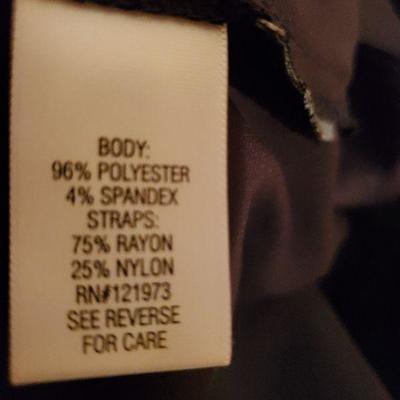 BODY:
96% POLYESTER
4% SPANDEX
STRAPS:
75% RAYON
25% NYLON
RN#121973
SEE REVERSE
FOR CARE